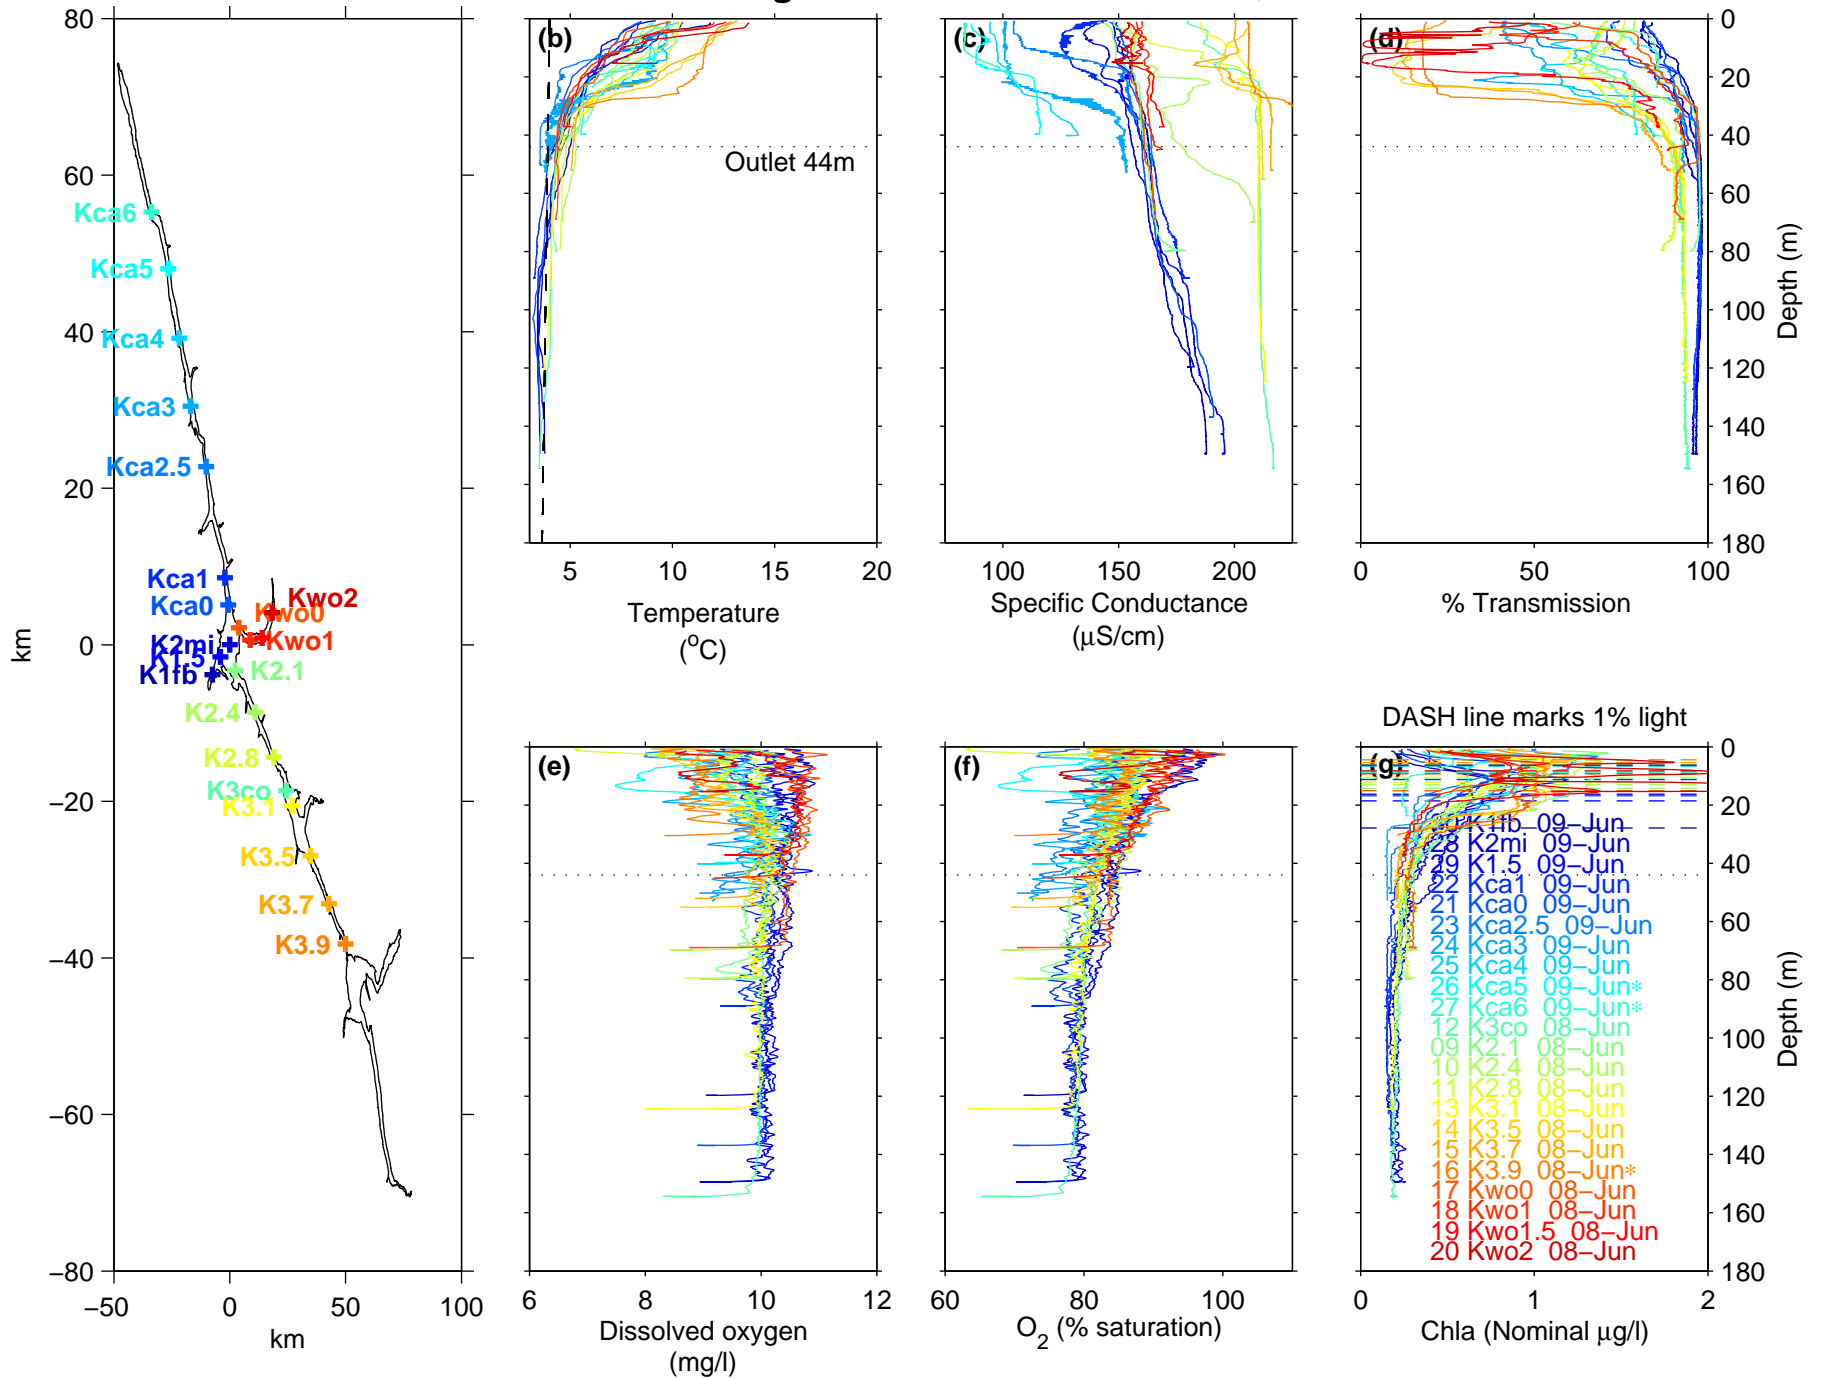 80
60
40
20
0
−20
−40
−60
−80
km
−50
0
50
100
km
Kca6
Kca5
Kca4
Kca3
Kca2.5
Kca1
Kca0
Kwo2
Kwo0
Kwo1
K2mi
K1.5
K1fb
K2.1
K2.4
K2.8
K3co
K3.1
K3.5
K3.7
K3.9
(b)
Outlet 44m
5
10
15
20
Temperature
(°C)
(c)
100
150
200
Specific Conductance
(μS/cm)
(d)
0
50
100
% Transmission
0
20
40
60
80
100
120
140
160
180
Depth (m)
(e)
6
8
10
12
Dissolved oxygen
(mg/l)
(f)
60
80
100
O2 (% saturation)
DASH line marks 1% light
(g)
K1fb 09−Jun
28 K2mi 09−Jun
29 K1.5 09−Jun
22 Kca1 09−Jun
21 Kca0 09−Jun
23 Kca2.5 09−Jun
24 Kca3 09−Jun
25 Kca4 09−Jun
26 Kca5 09−Jun*
27 Kca6 09−Jun*
12 K3co 08−Jun
09 K2.1 08−Jun
10 K2.4 08−Jun
11 K2.8 08−Jun
13 K3.1 08−Jun
14 K3.5 08−Jun
15 K3.7 08−Jun
16 K3.9 08−Jun*
17 Kwo0 08−Jun
18 Kwo1 08−Jun
19 Kwo1.5 08−Jun
20 Kwo2 08−Jun
0
1
2
Chla (Nominal μg/l)
0
20
40
60
80
100
120
140
160
180
Depth (m)